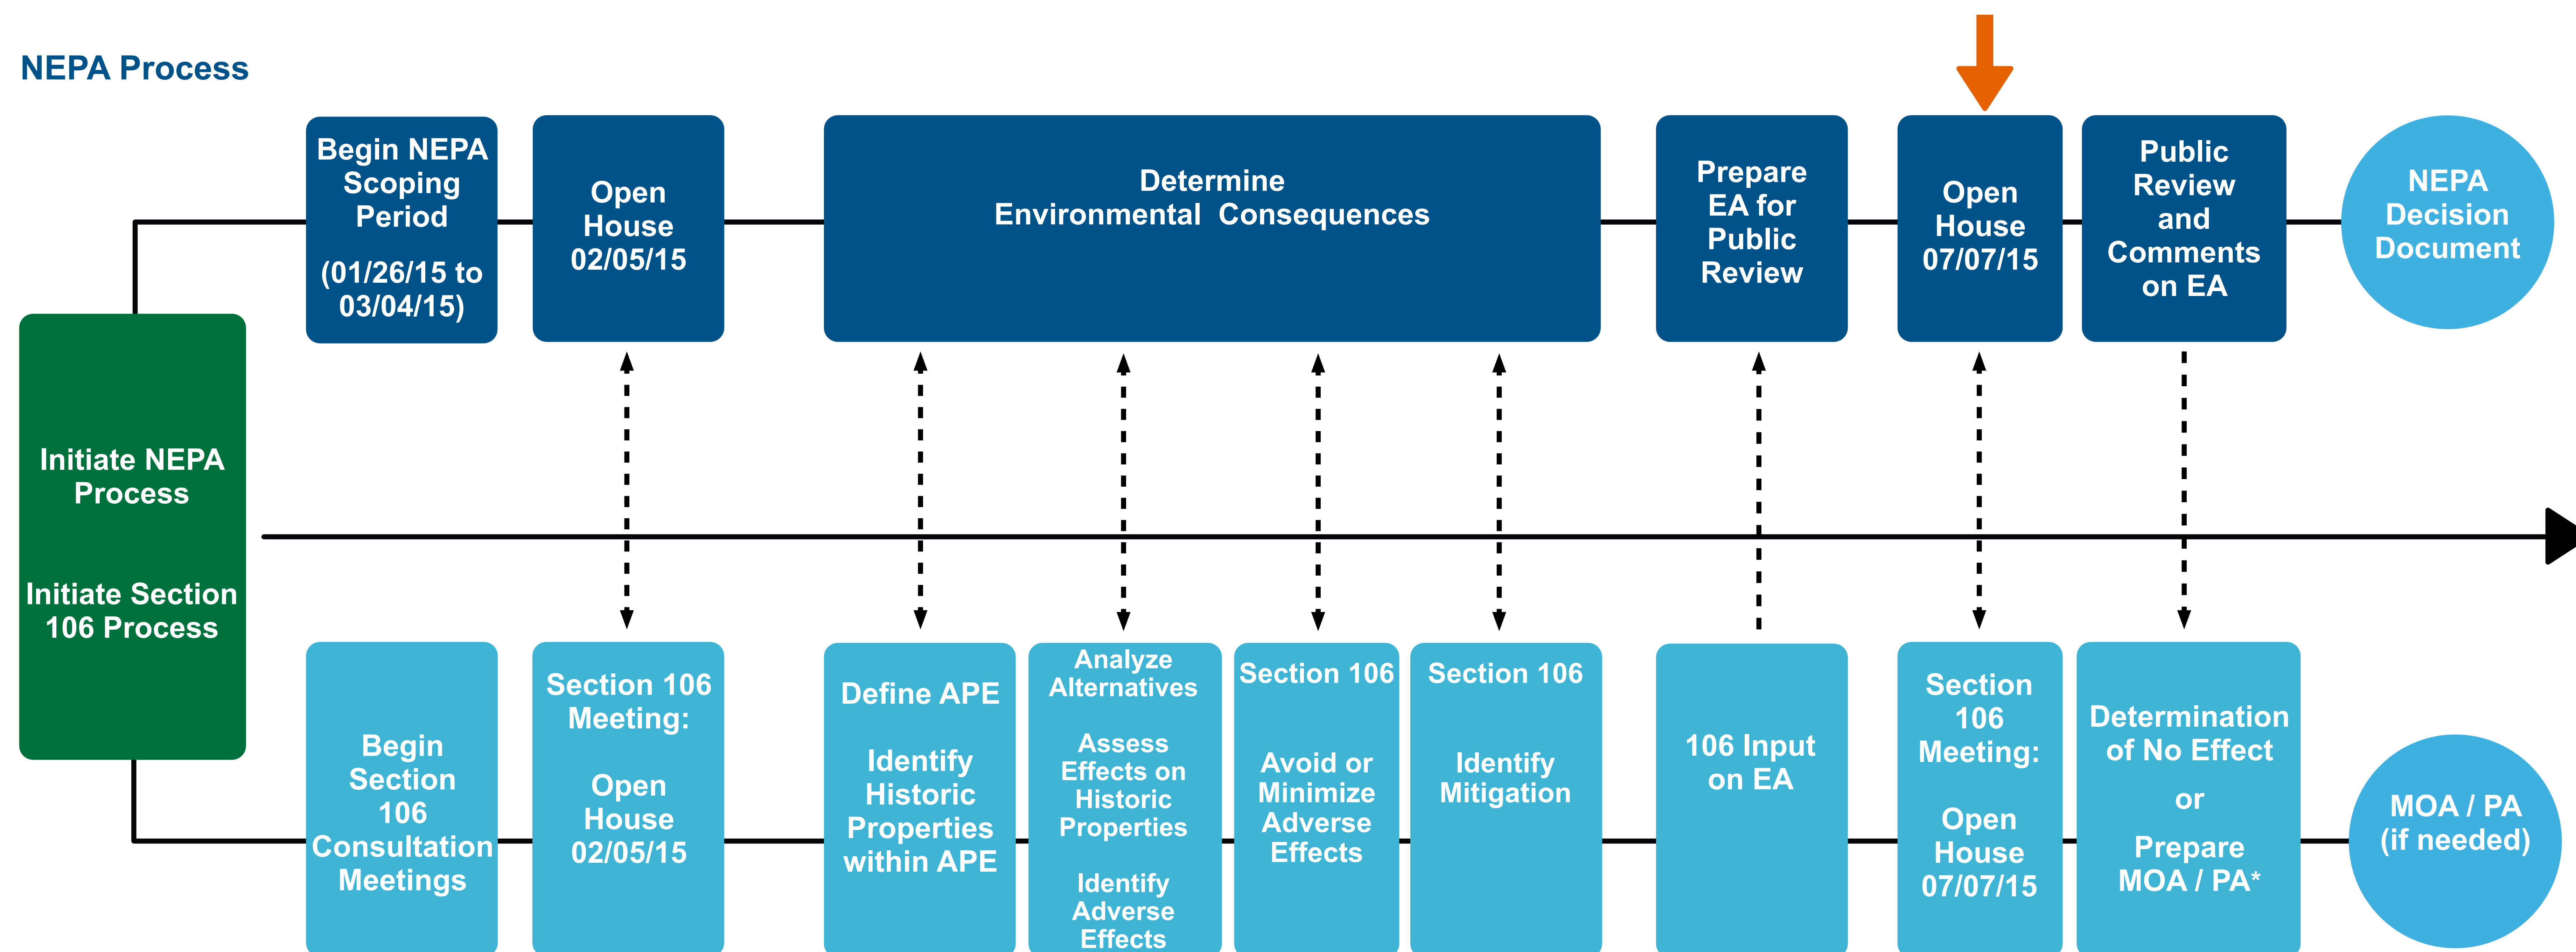 NEPA Process
Begin NEPA
Scoping
Period
(01/26/15 to
03/04/15)
Open
House
02/05/15
Determine
Environmental Consequences
Prepare
EA for
Public
Review
Open
House
07/07/15
Public
Review
and
Comments
on EA
NEPA
Decision
Document
Initiate NEPA
Process
Initiate Section
106 Process
Begin
Section
106
Consultation
Meetings
Section 106
Meeting:
Open
House
02/05/15
Define APE
Identify
Historic
Properties
within APE
Analyze
Alternatives
Assess
Effects on
Historic
Properties
Identify
Adverse
Effects
Section 106
Avoid or
Minimize
Adverse
Effects
Section 106
Identify
Mitigation
106 Input
on EA
Section
106
Meeting:
Open
House
07/07/15
Determination
of No Effect
or
Prepare
MOA / PA*
MOA / PA
(if needed)